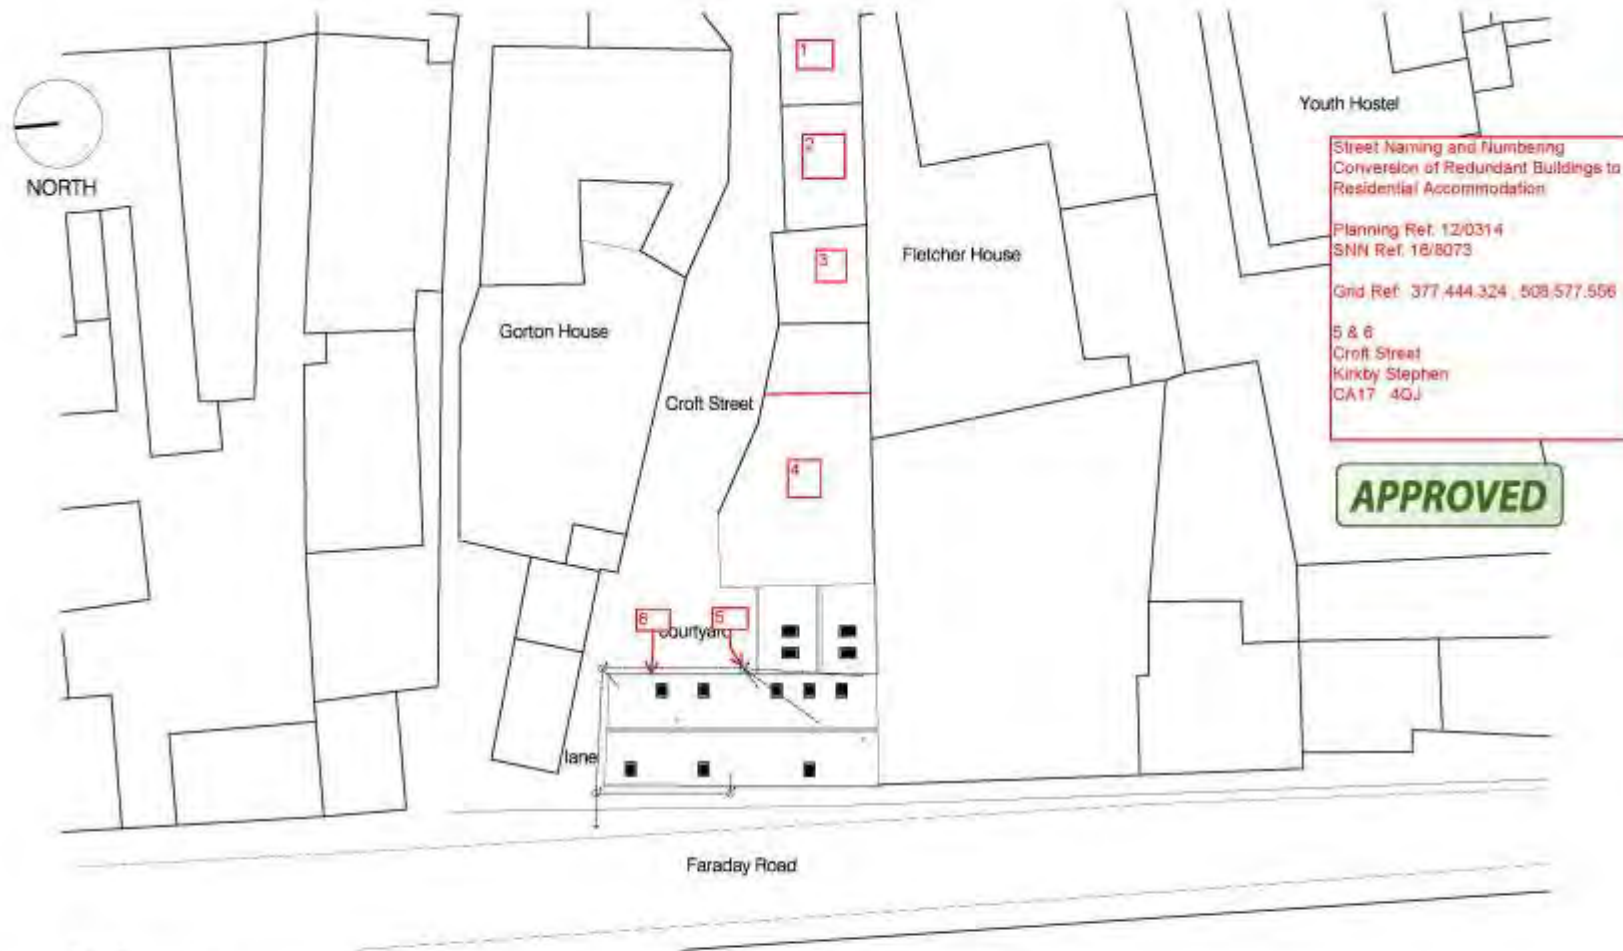 1
Youth Hostel
2
Street Naming and Numbering
Conversion of Redundant Buildings to
Residential Accommodation
NORTH
Planning Ref: 12/0314
SNN Ref: 16/8073
Fletcher House
3
Grid Ref: 377,444.324 , 508,577.556
Gorton House
5 & 6
Croft Street
Kirkby Stephen
CA17 4QJ
Croft Street
4
APPROVED
6
5
courtyard
lane
Faraday Road